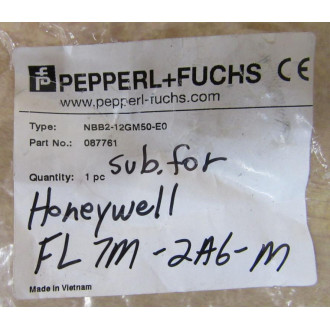 PEPPERL+FUCHS CE
www.pepperl-fuchs.com
Type: NBB2-12GM50-E0
Part No.: 087761
sub. for
Quantity: 1 pc
Honeywell
FL7M-2A6-M
Made in Vietnam